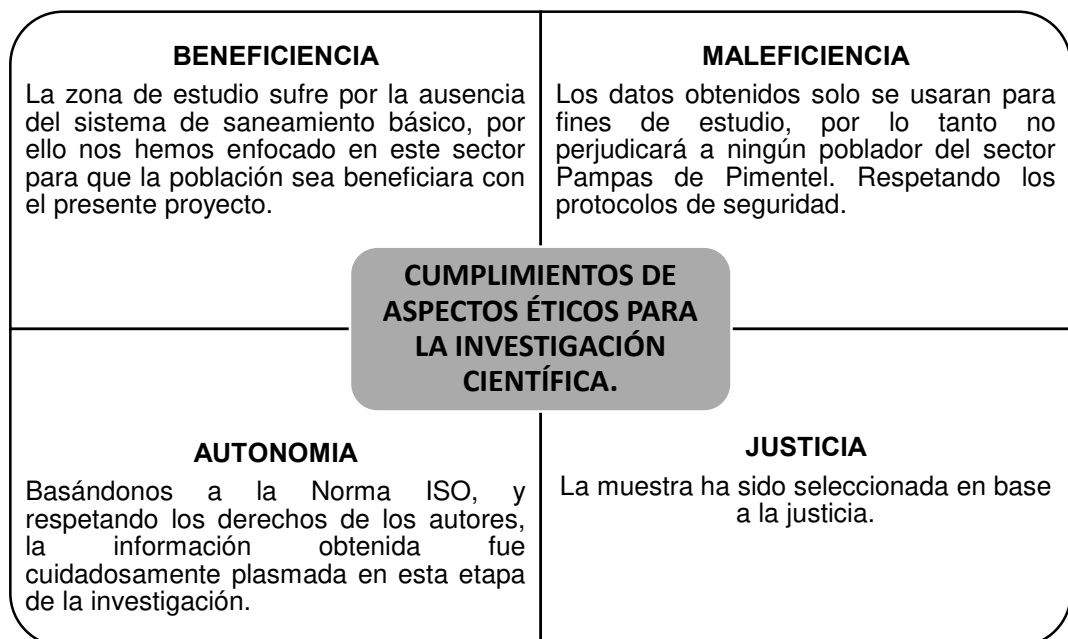 BENEFICIENCIA
La zona de estudio sufre por la ausencia
del sistema de saneamiento básico, por
ello nos hemos enfocado en este sector
para que la población sea beneficiara con
el presente proyecto.
MALEFICIENCIA
Los datos obtenidos solo se usaran para
fines de estudio, por lo tanto no
perjudicará a ningún poblador del sector
Pampas de Pimentel. Respetando los
protocolos de seguridad.
CUMPLIMIENTOS DE
ASPECTOS ÉTICOS PARA
LA INVESTIGACIÓN
CIENTÍFICA.
AUTONOMIA
Basándonos a la Norma ISO, y
respetando los derechos de los autores,
la información obtenida fue
cuidadosamente plasmada en esta etapa
de la investigación.
JUSTICIA
La muestra ha sido seleccionada en base
a la justicia.